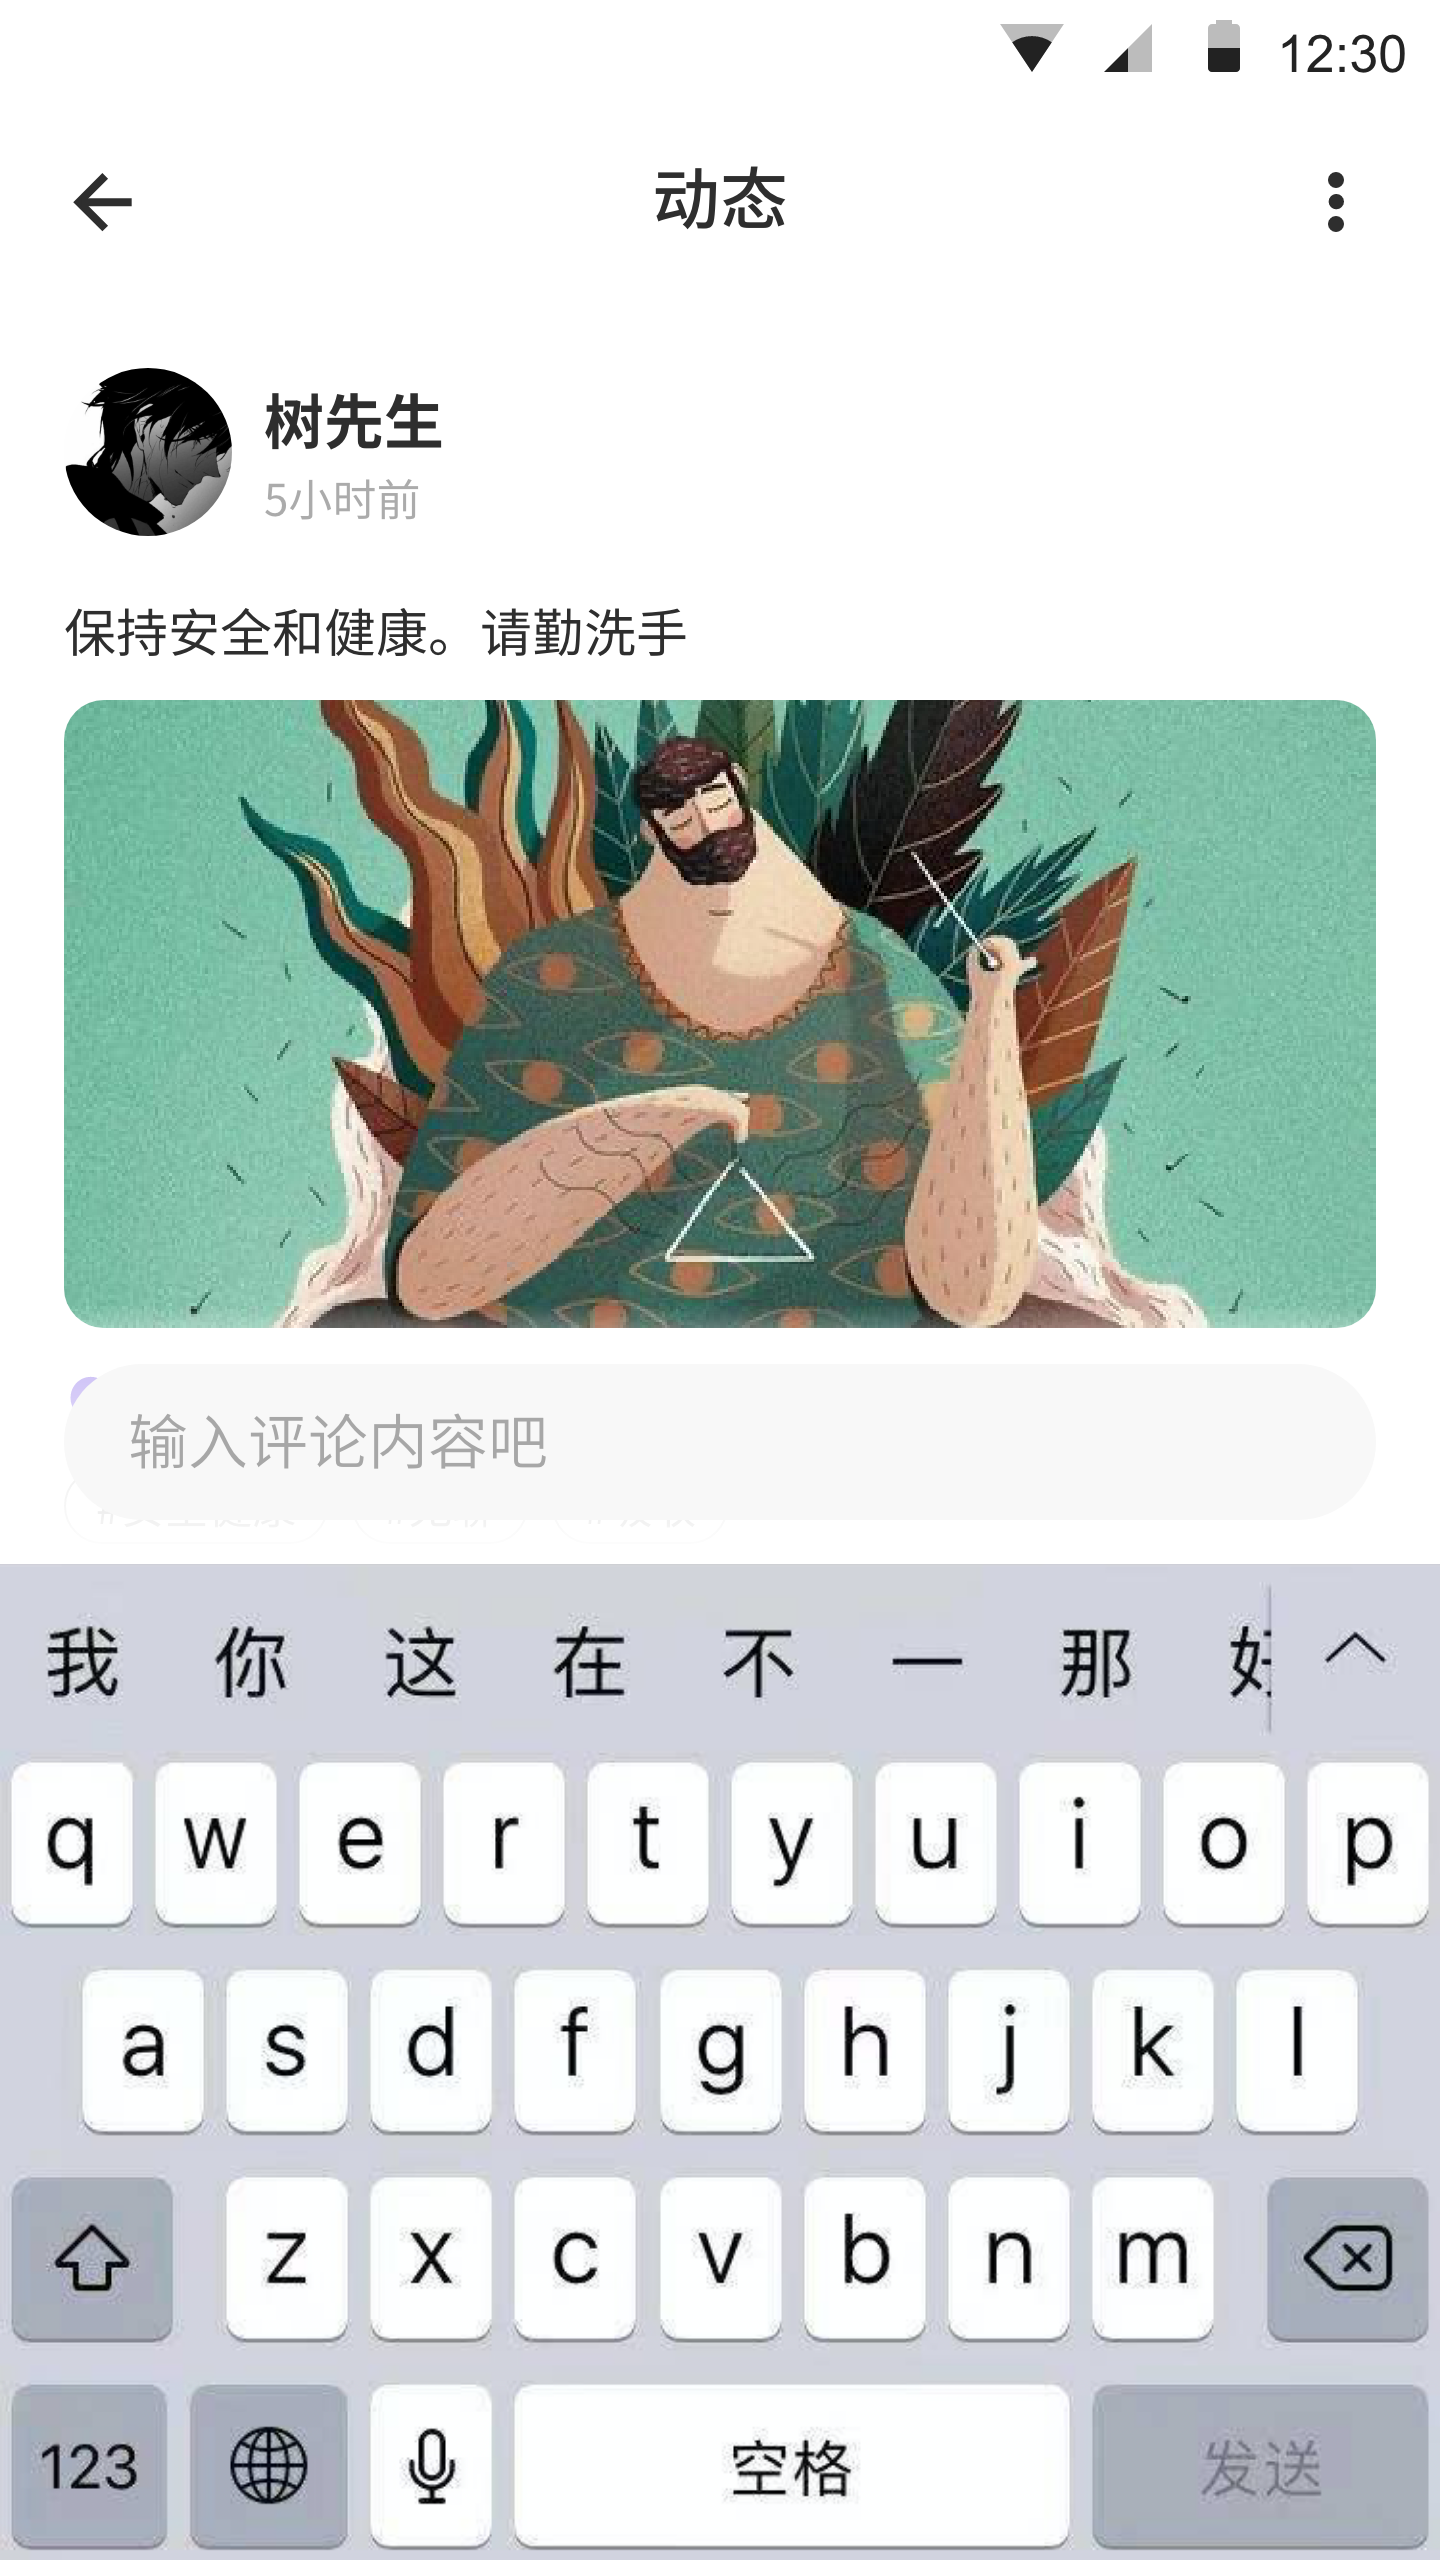 12:30
动态
树先生
5小时前
保持安全和健康。请勤洗手
输入评论内容吧
我 你 这 在 不 一 那 好
q w e r t y u i o p
a s d f g h j k l
z x c v b n m
123 空格 发送